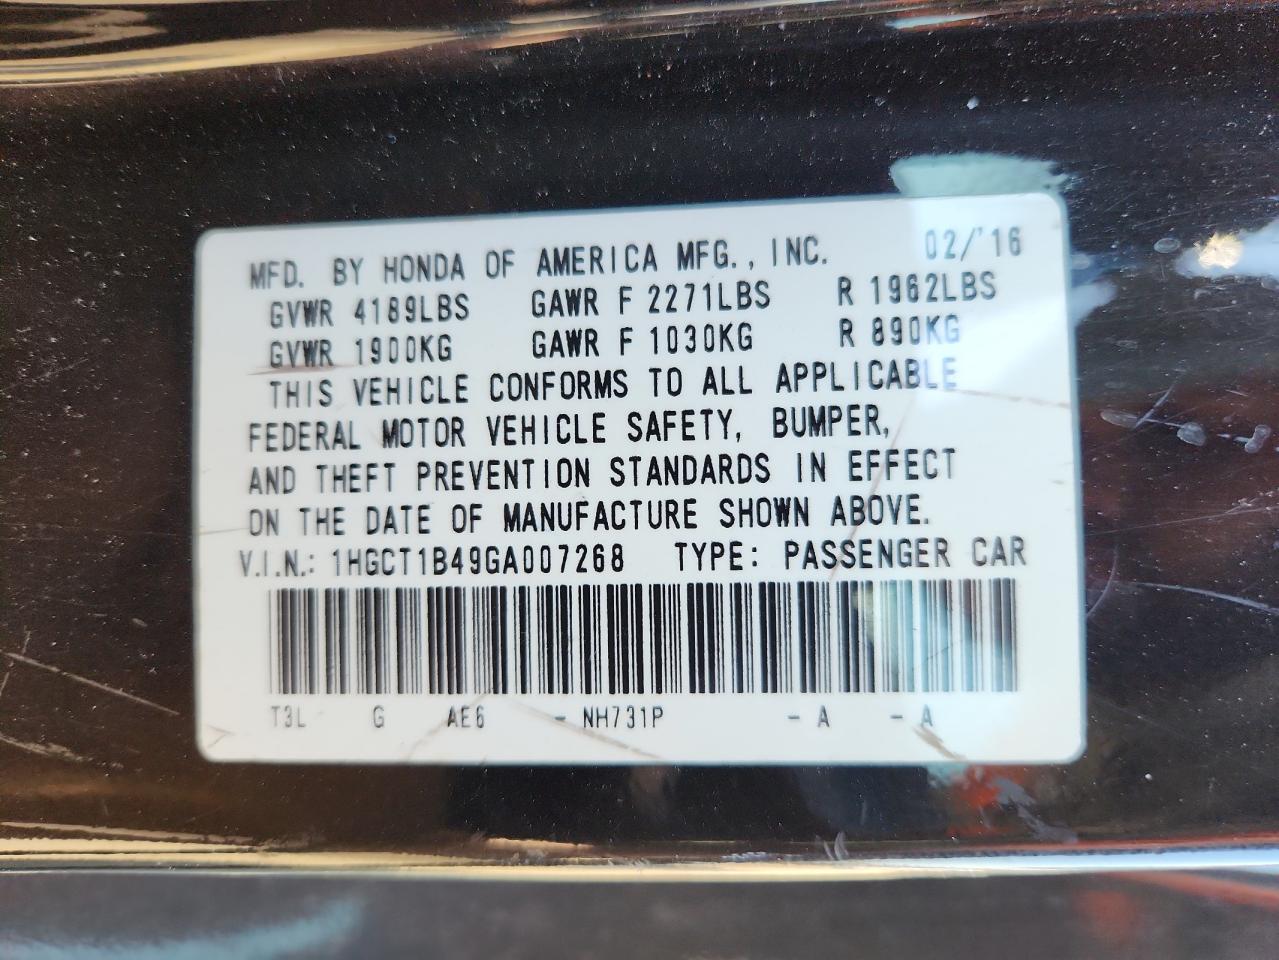 MFD. BY HONDA OF AMERICA MFG., INC. 02/'16
GVWR 4189LBS GAWR F 2271LBS R 1962LBS
GVWR 1900KG GAWR F 1030KG R 890KG
THIS VEHICLE CONFORMS TO ALL APPLICABLE
FEDERAL MOTOR VEHICLE SAFETY, BUMPER,
AND THEFT PREVENTION STANDARDS IN EFFECT
ON THE DATE OF MANUFACTURE SHOWN ABOVE.
V.I.N.: 1HGCT1B49GA007268 TYPE: PASSENGER CAR
T3L G AE6 - NH731P - A - A